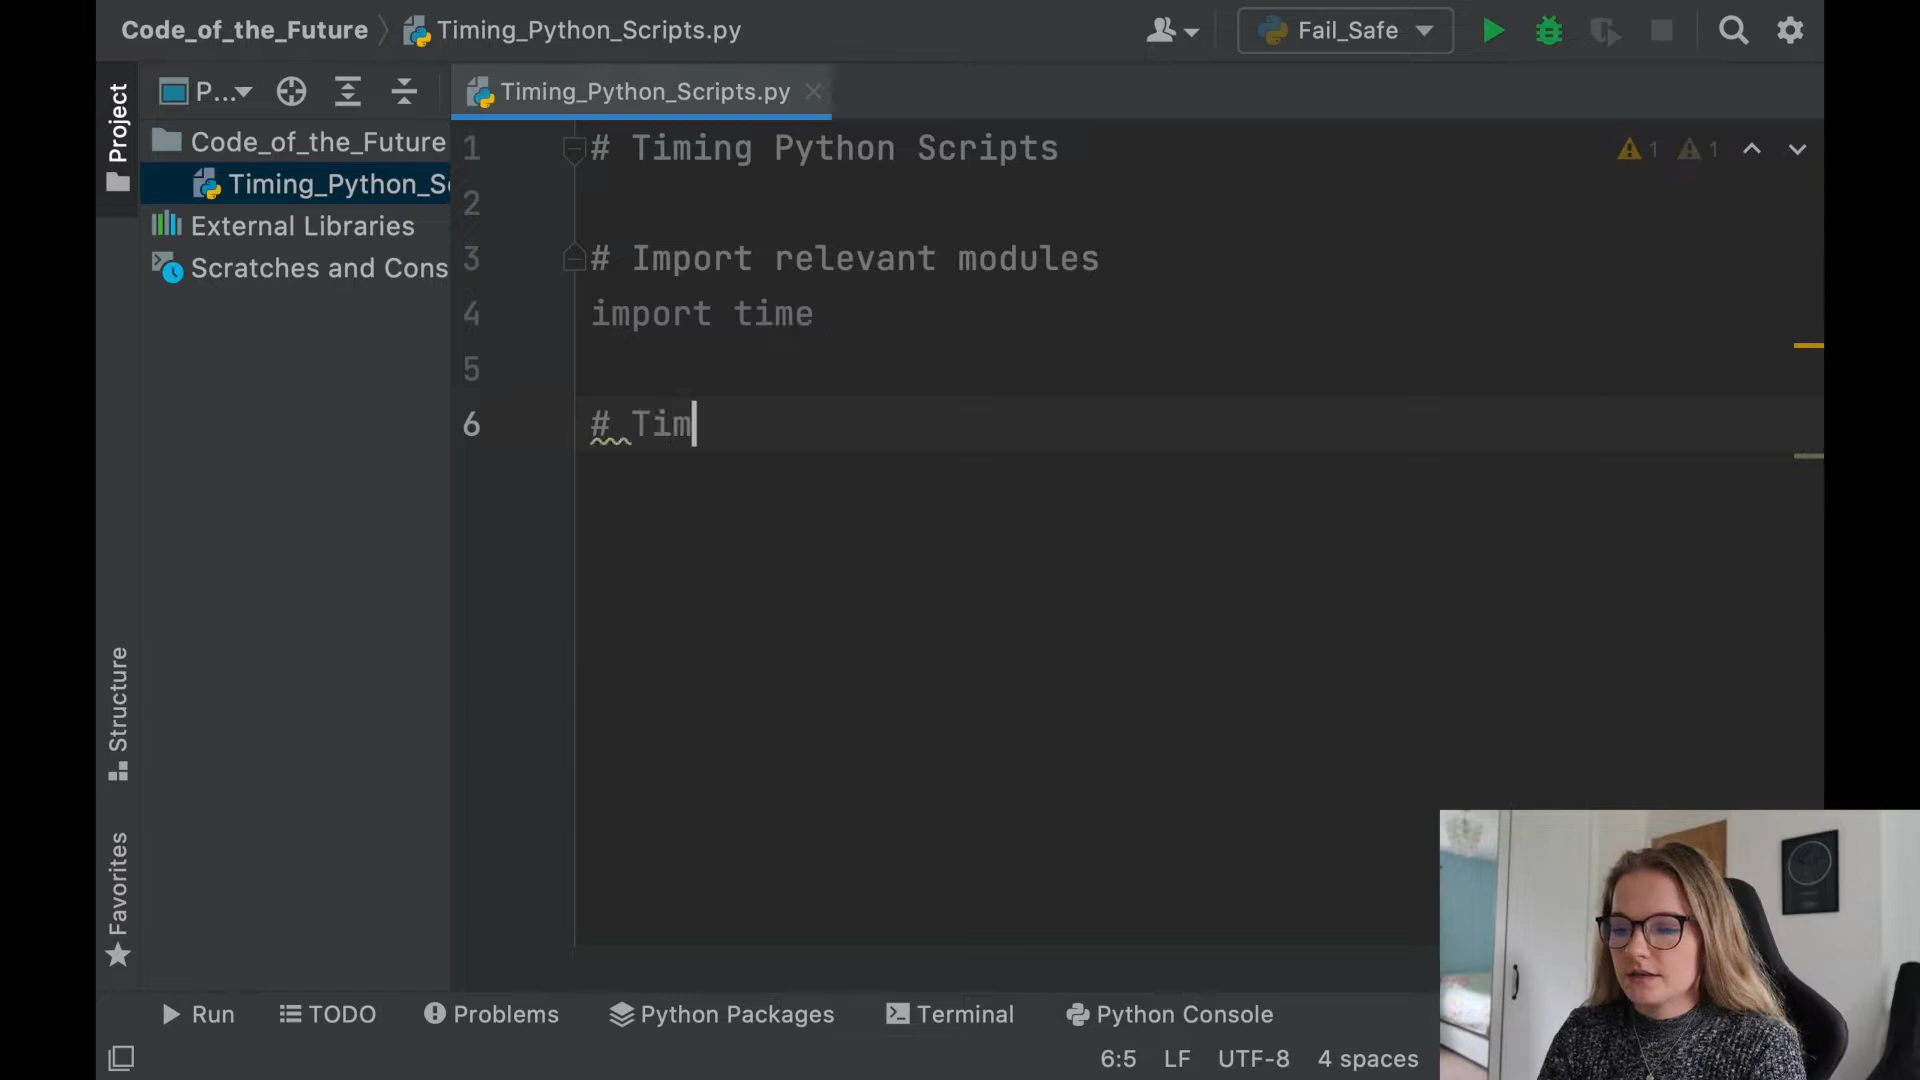 Code_of_the_Future
Timing_Python_Scripts.py
Fail_Safe
Project
P...
Timing_Python_Scripts.py
Code_of_the_Future
Timing_Python_Sc
External Libraries
Scratches and Cons
1 # Timing Python Scripts
1 1
2
3 # Import relevant modules
4 import time
5
6 # Tim
Structure
Favorites
Run
TODO
Problems
Python Packages
Terminal
Python Console
6:5 LF UTF-8 4 spaces